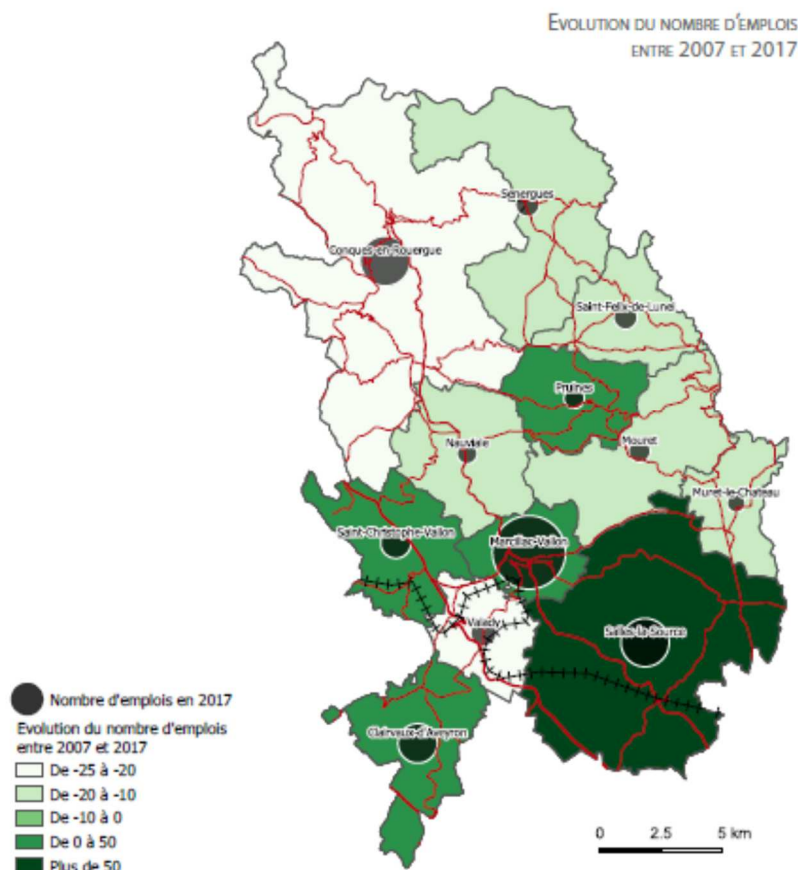 EVOLUTION DU NOMBRE D'EMPLOIS
ENTRE 2007 ET 2017
Senergues
Conques-en-Rouergue
Saint-Felix-de-Lunel
Pruines
Nauviale
Mouret
Muret-le-Chateau
Saint-Christophe-Vallon
Marcillac-Vallon
Valady
Salles-la-Source
Clairvaux-d'Aveyron
Nombre d'emplois en 2017
Evolution du nombre d'emplois
entre 2007 et 2017
De -25 à -20
De -20 à -10
De -10 à 0
De 0 à 50
Plus de 50
0 2.5 5 km